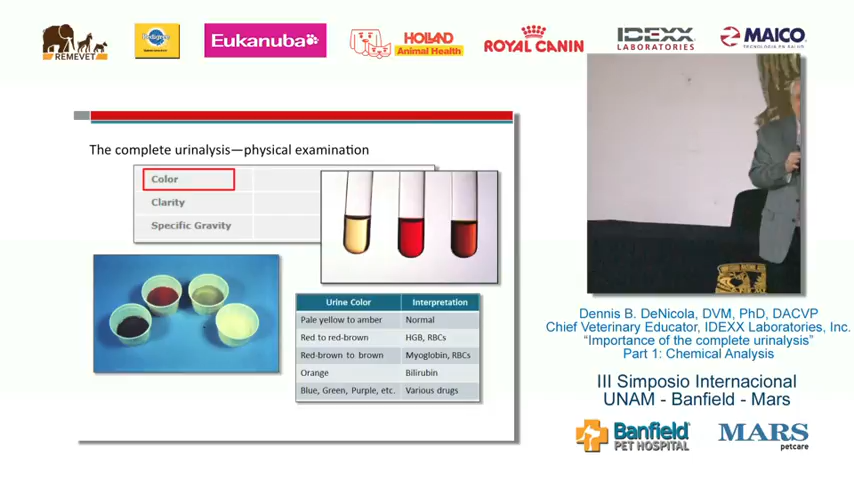 REMEVET
Pedigree
Eukanuba
HOLLAND
Animal Health
ROYAL CANIN
IDEXX
LABORATORIES
MAICO
TECNOLOGÍA EN SALUD
The complete urinalysis—physical examination
Color
Clarity
Specific Gravity
Urine Color Interpretation
Pale yellow to amber Normal
Red to red-brown HGB, RBCs
Red-brown to brown Myoglobin, RBCs
Orange Bilirubin
Blue, Green, Purple, etc. Various drugs
Dennis B. DeNicola, DVM, PhD, DACVP
Chief Veterinary Educator, IDEXX Laboratories, Inc.
“Importance of the complete urinalysis”
Part 1: Chemical Analysis
III Simposio Internacional
UNAM - Banfield - Mars
Banfield
PET HOSPITAL
MARS
petcare